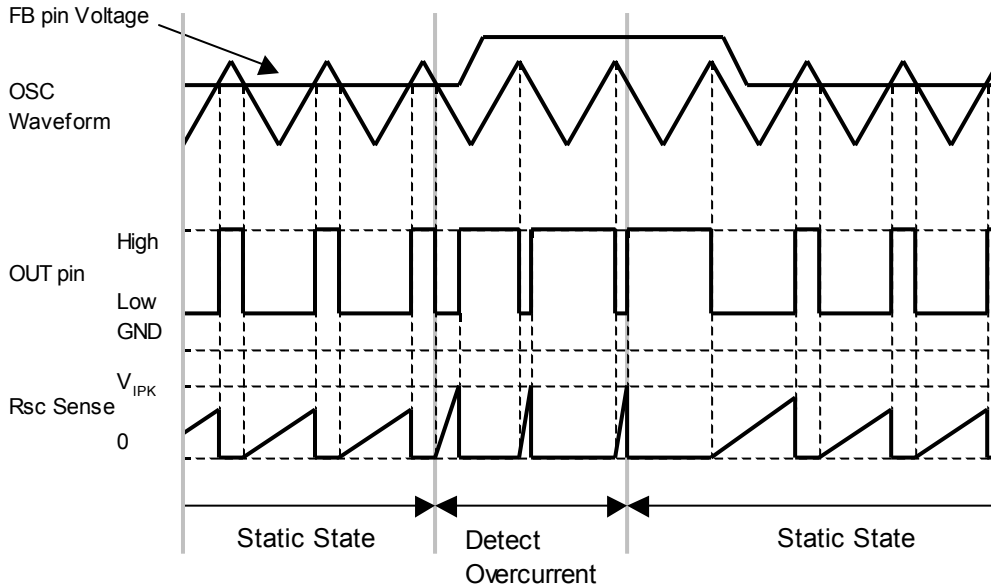 FB pin Voltage
OSC
Waveform
High
OUT pin
Low
GND
V_IPK
Rsc Sense
0
Static State
Detect
Overcurrent
Static State